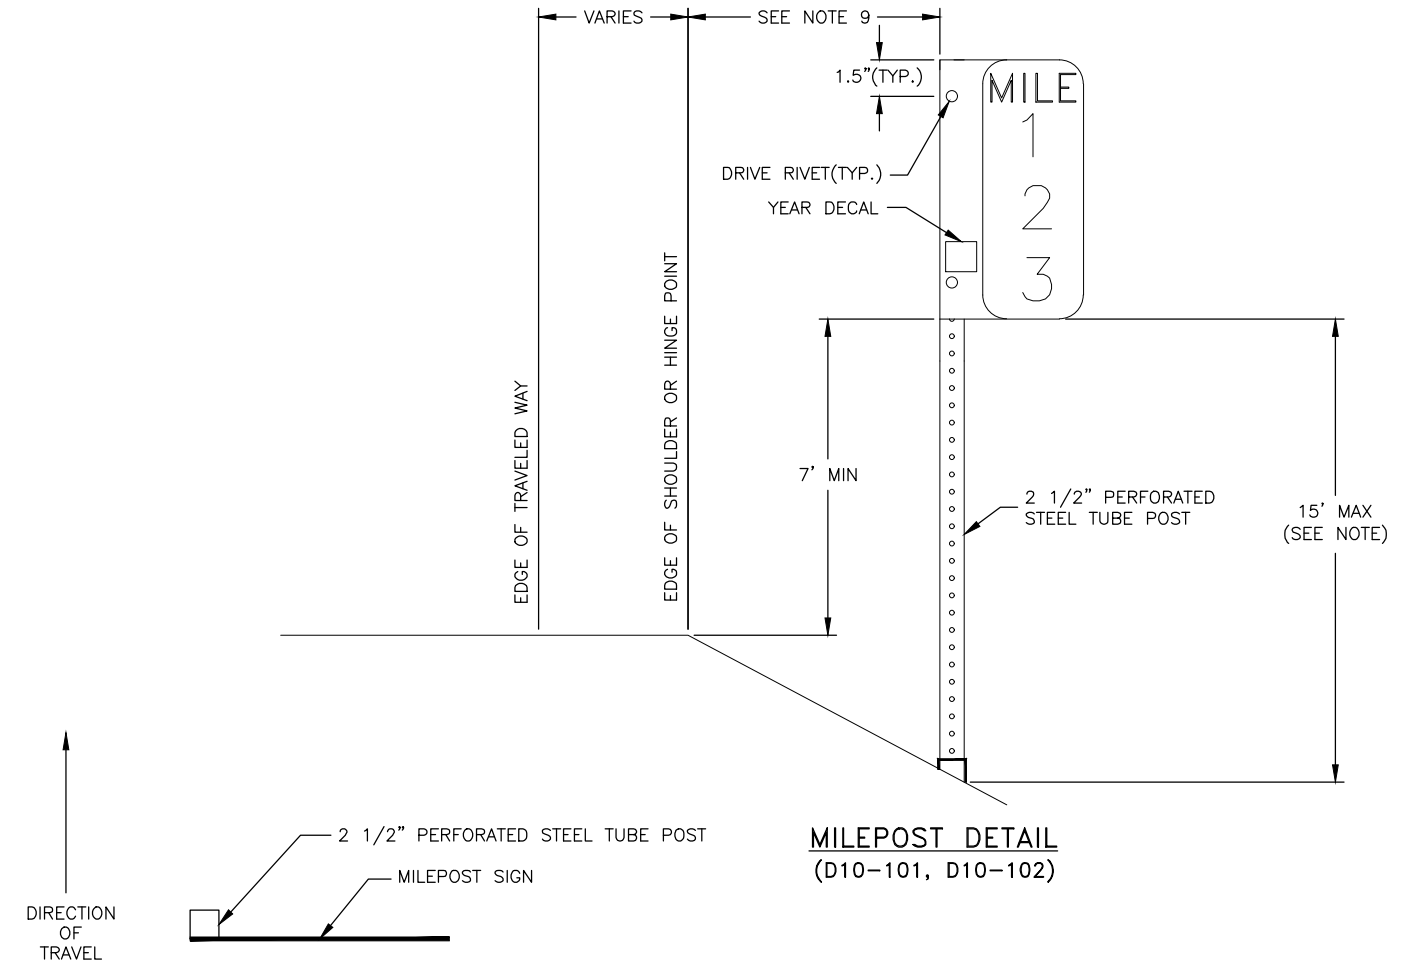 VARIES
SEE NOTE 9
1.5"(TYP.)
MILE
1
2
3
DRIVE RIVET(TYP.)
YEAR DECAL
EDGE OF TRAVELED WAY
EDGE OF SHOULDER OR HINGE POINT
7' MIN
2 1/2" PERFORATED
STEEL TUBE POST
15' MAX
(SEE NOTE)
2 1/2" PERFORATED STEEL TUBE POST
MILEPOST SIGN
MILEPOST DETAIL
(D10-101, D10-102)
DIRECTION
OF
TRAVEL